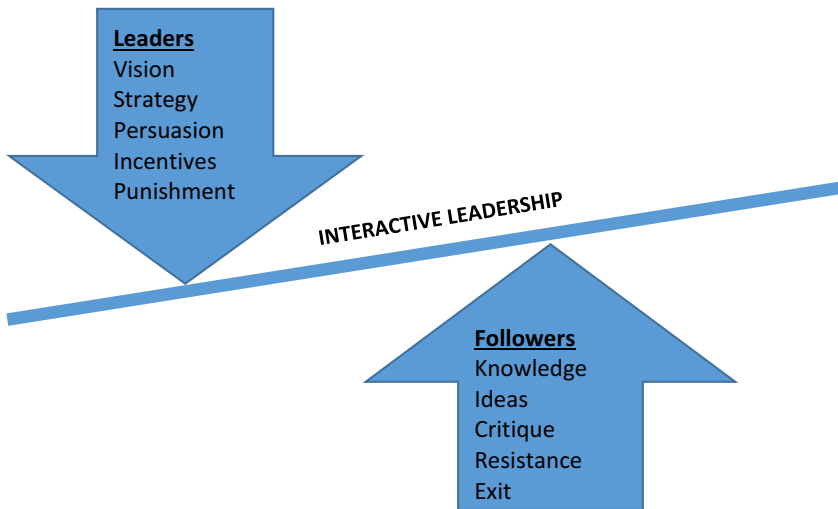 Leaders
Vision
Strategy
Persuasion
Incentives
Punishment
INTERACTIVE LEADERSHIP
Followers
Knowledge
Ideas
Critique
Resistance
Exit